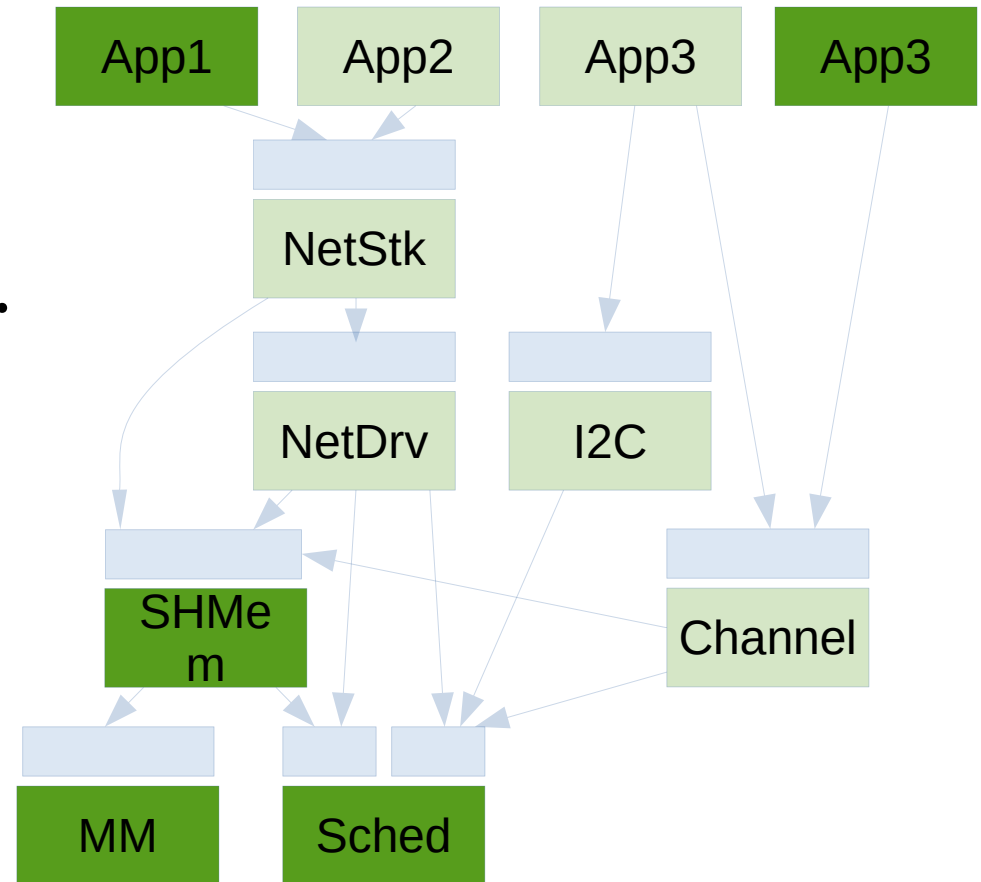 App1
App2
App3
App3
NetStk
NetDrv
I2C
SHMe
m
Channel
MM
Sched